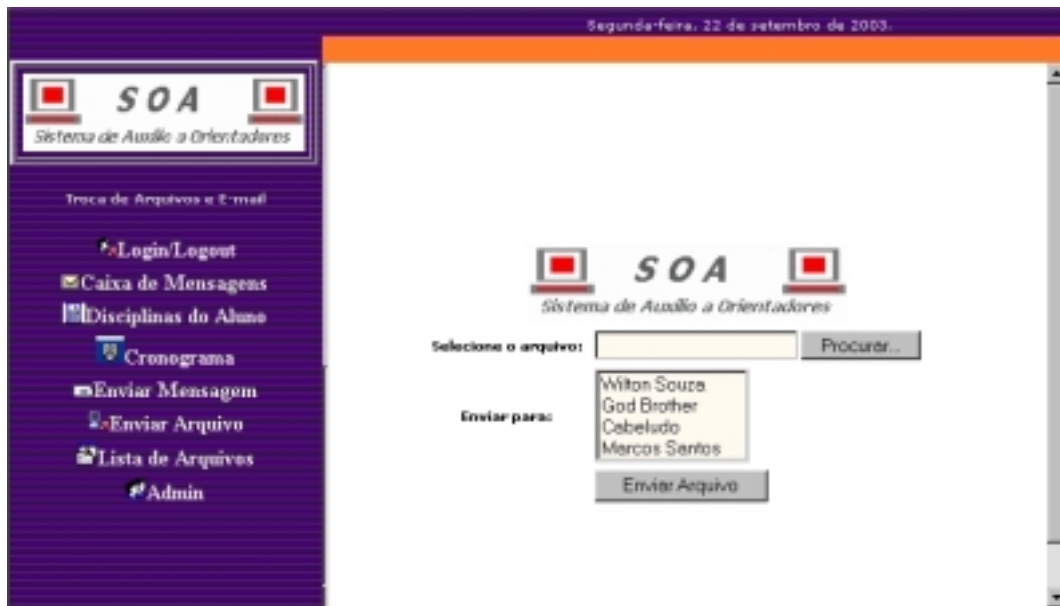 Segunda-feira, 22 de setembro de 2003.
S O A
Sistema de Auxílio a Orientadores
Troca de Arquivos e E-mail
Login/Logout
Caixa de Mensagens
Disciplinas do Aluno
Cronograma
Enviar Mensagem
Enviar Arquivo
Lista de Arquivos
Admin
S O A
Sistema de Auxílio a Orientadores
Selecione o arquivo: Procurar...
Enviar para:
Wilton Souza
God Brother
Cabeludo
Marcos Santos
Enviar Arquivo